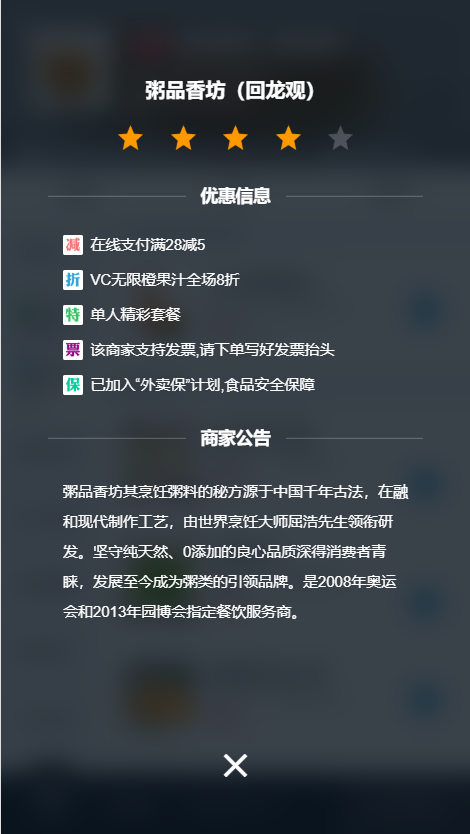 粥品香坊（回龙观）
优惠信息
减 在线支付满28减5
折 VC无限橙果汁全场8折
特 单人精彩套餐
票 该商家支持发票,请下单写好发票抬头
保 已加入“外卖保”计划,食品安全保障
商家公告
粥品香坊其烹饪粥料的秘方源于中国千年古法，在融
和现代制作工艺，由世界烹饪大师屈浩先生领衔研
发。坚守纯天然、0添加的良心品质深得消费者青
睐，发展至今成为粥类的引领品牌。是2008年奥运
会和2013年园博会指定餐饮服务商。